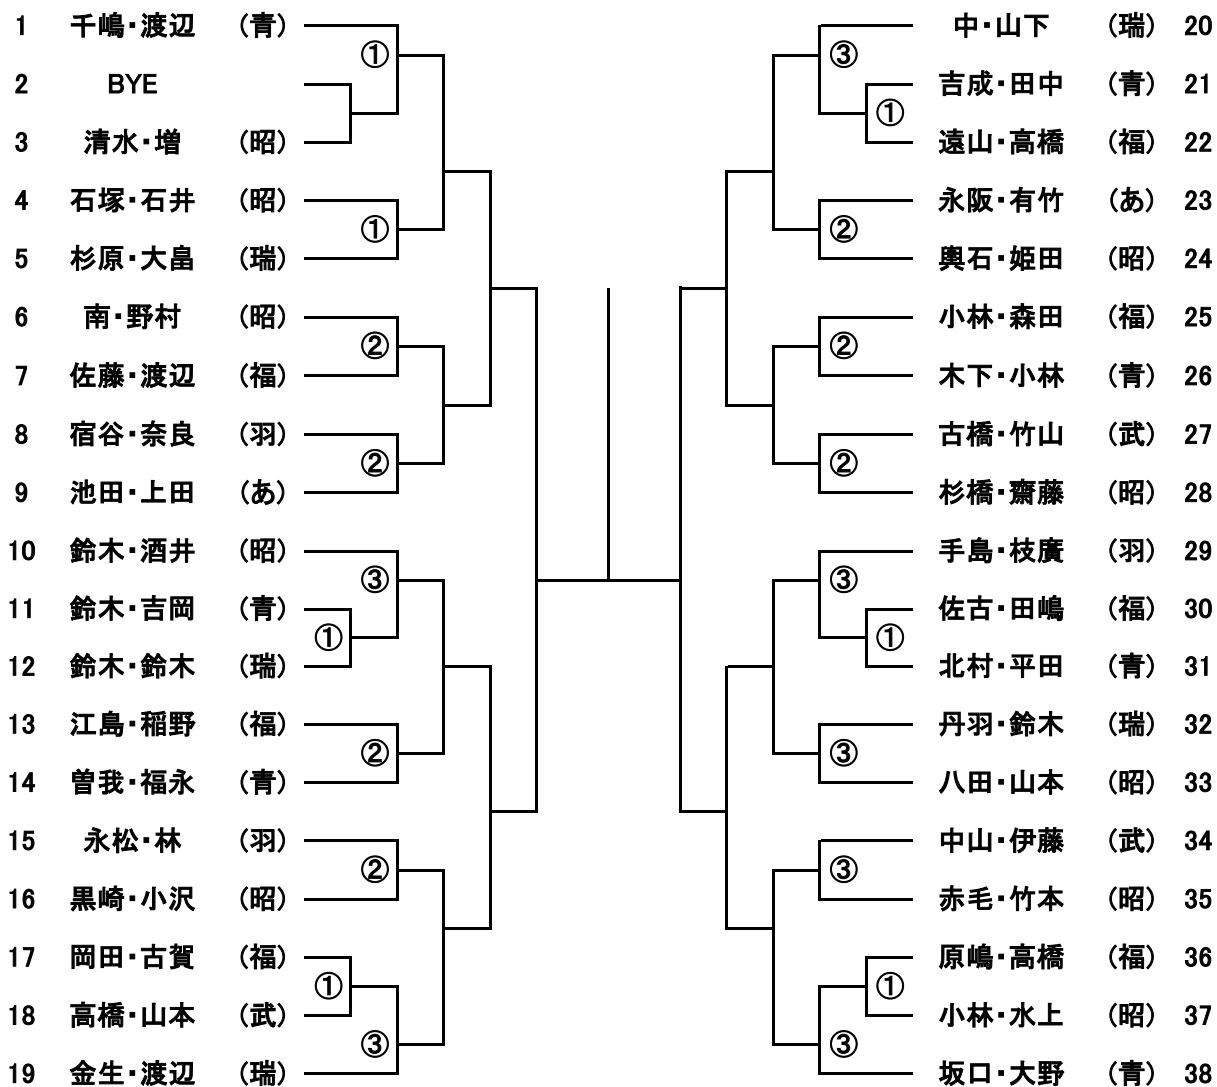 1 千嶋・渡辺 (青) ① 中・山下 (瑞) 20
③
2 BYE 吉成・田中 (青) 21
①
3 清水・増 (昭) 遠山・高橋 (福) 22
4 石塚・石井 (昭) 永阪・有竹 (あ) 23
① ②
5 杉原・大畠 (瑞) 輿石・姫田 (昭) 24
6 南・野村 (昭) 小林・森田 (福) 25
② ②
7 佐藤・渡辺 (福) 木下・小林 (青) 26
8 宿谷・奈良 (羽) 古橋・竹山 (武) 27
② ②
9 池田・上田 (あ) 杉橋・齋藤 (昭) 28
10 鈴木・酒井 (昭) 手島・枝廣 (羽) 29
③ ③
11 鈴木・吉岡 (青) 佐古・田嶋 (福) 30
① ①
12 鈴木・鈴木 (瑞) 北村・平田 (青) 31
13 江島・稲野 (福) 丹羽・鈴木 (瑞) 32
② ③
14 曽我・福永 (青) 八田・山本 (昭) 33
15 永松・林 (羽) 中山・伊藤 (武) 34
② ③
16 黒崎・小沢 (昭) 赤毛・竹本 (昭) 35
17 岡田・古賀 (福) 原嶋・高橋 (福) 36
① ①
18 高橋・山本 (武) 小林・水上 (昭) 37
③ ③
19 金生・渡辺 (瑞) 坂口・大野 (青) 38